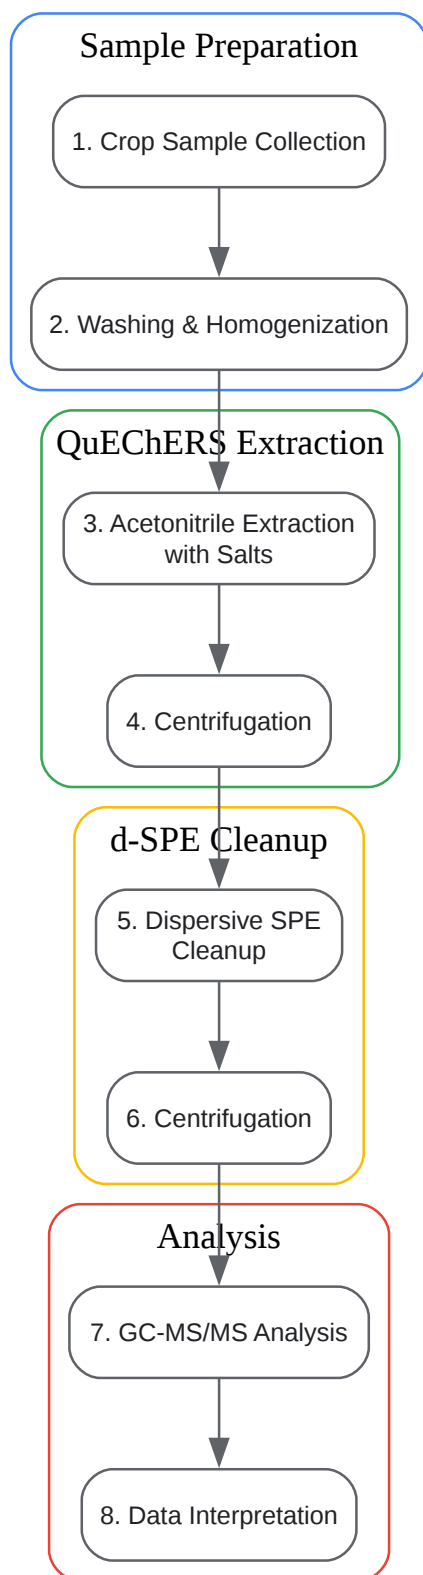 Sample Preparation
1. Crop Sample Collection
2. Washing & Homogenization
QuEChERS Extraction
3. Acetonitrile Extraction
with Salts
4. Centrifugation
d-SPE Cleanup
5. Dispersive SPE
Cleanup
6. Centrifugation
Analysis
7. GC-MS/MS Analysis
8. Data Interpretation